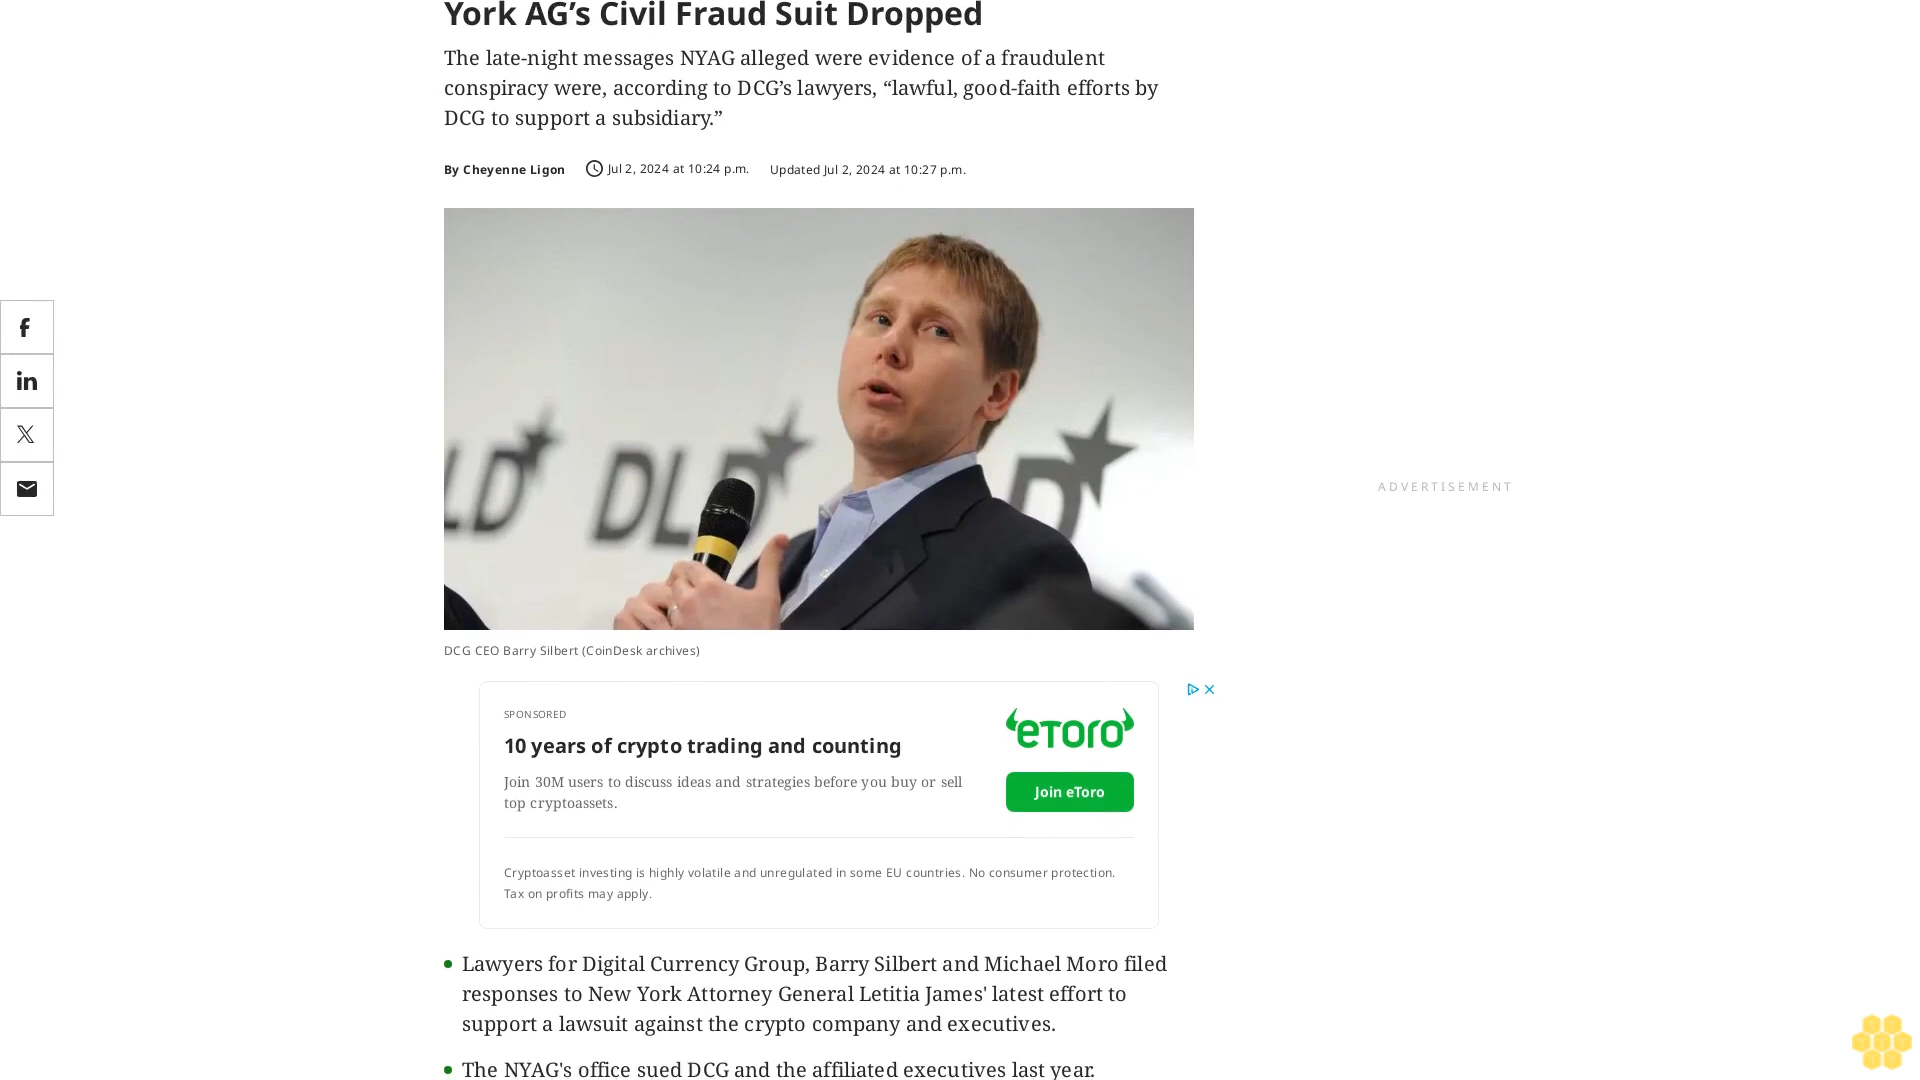 York AG’s Civil Fraud Suit Dropped
The late-night messages NYAG alleged were evidence of a fraudulent
conspiracy were, according to DCG’s lawyers, “lawful, good-faith efforts by
DCG to support a subsidiary.”
By Cheyenne Ligon Jul 2, 2024 at 10:24 p.m. Updated Jul 2, 2024 at 10:27 p.m.
LD DLD D
ADVERTISEMENT
DCG CEO Barry Silbert (CoinDesk archives)
SPONSORED
eToro
10 years of crypto trading and counting
Join 30M users to discuss ideas and strategies before you buy or sell
top cryptoassets.
Join eToro
Cryptoasset investing is highly volatile and unregulated in some EU countries. No consumer protection.
Tax on profits may apply.
Lawyers for Digital Currency Group, Barry Silbert and Michael Moro filed
responses to New York Attorney General Letitia James' latest effort to
support a lawsuit against the crypto company and executives.
The NYAG's office sued DCG and the affiliated executives last year.